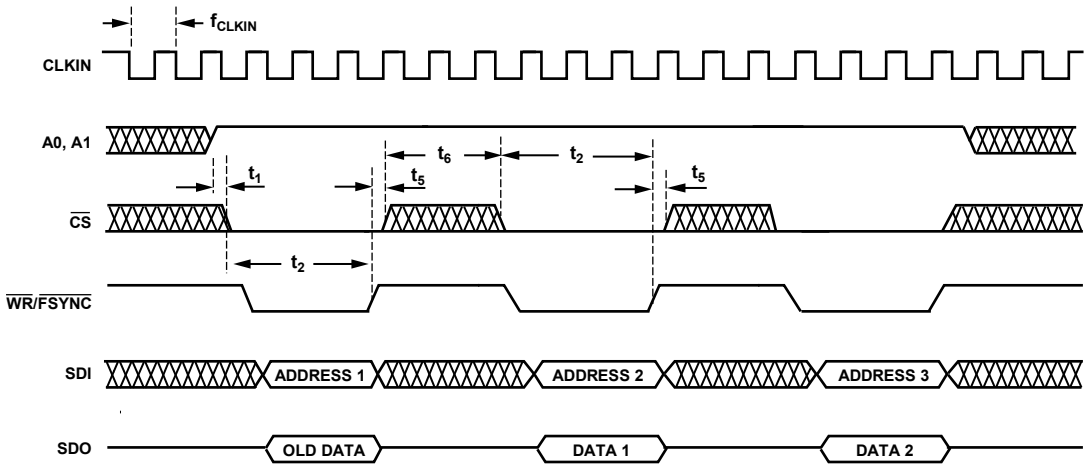 fCLKIN
CLKIN
A0, A1
t6 t2
t1 t5 t5
CS
t2
WR/FSYNC
SDI ADDRESS 1 ADDRESS 2 ADDRESS 3
SDO OLD DATA DATA 1 DATA 2